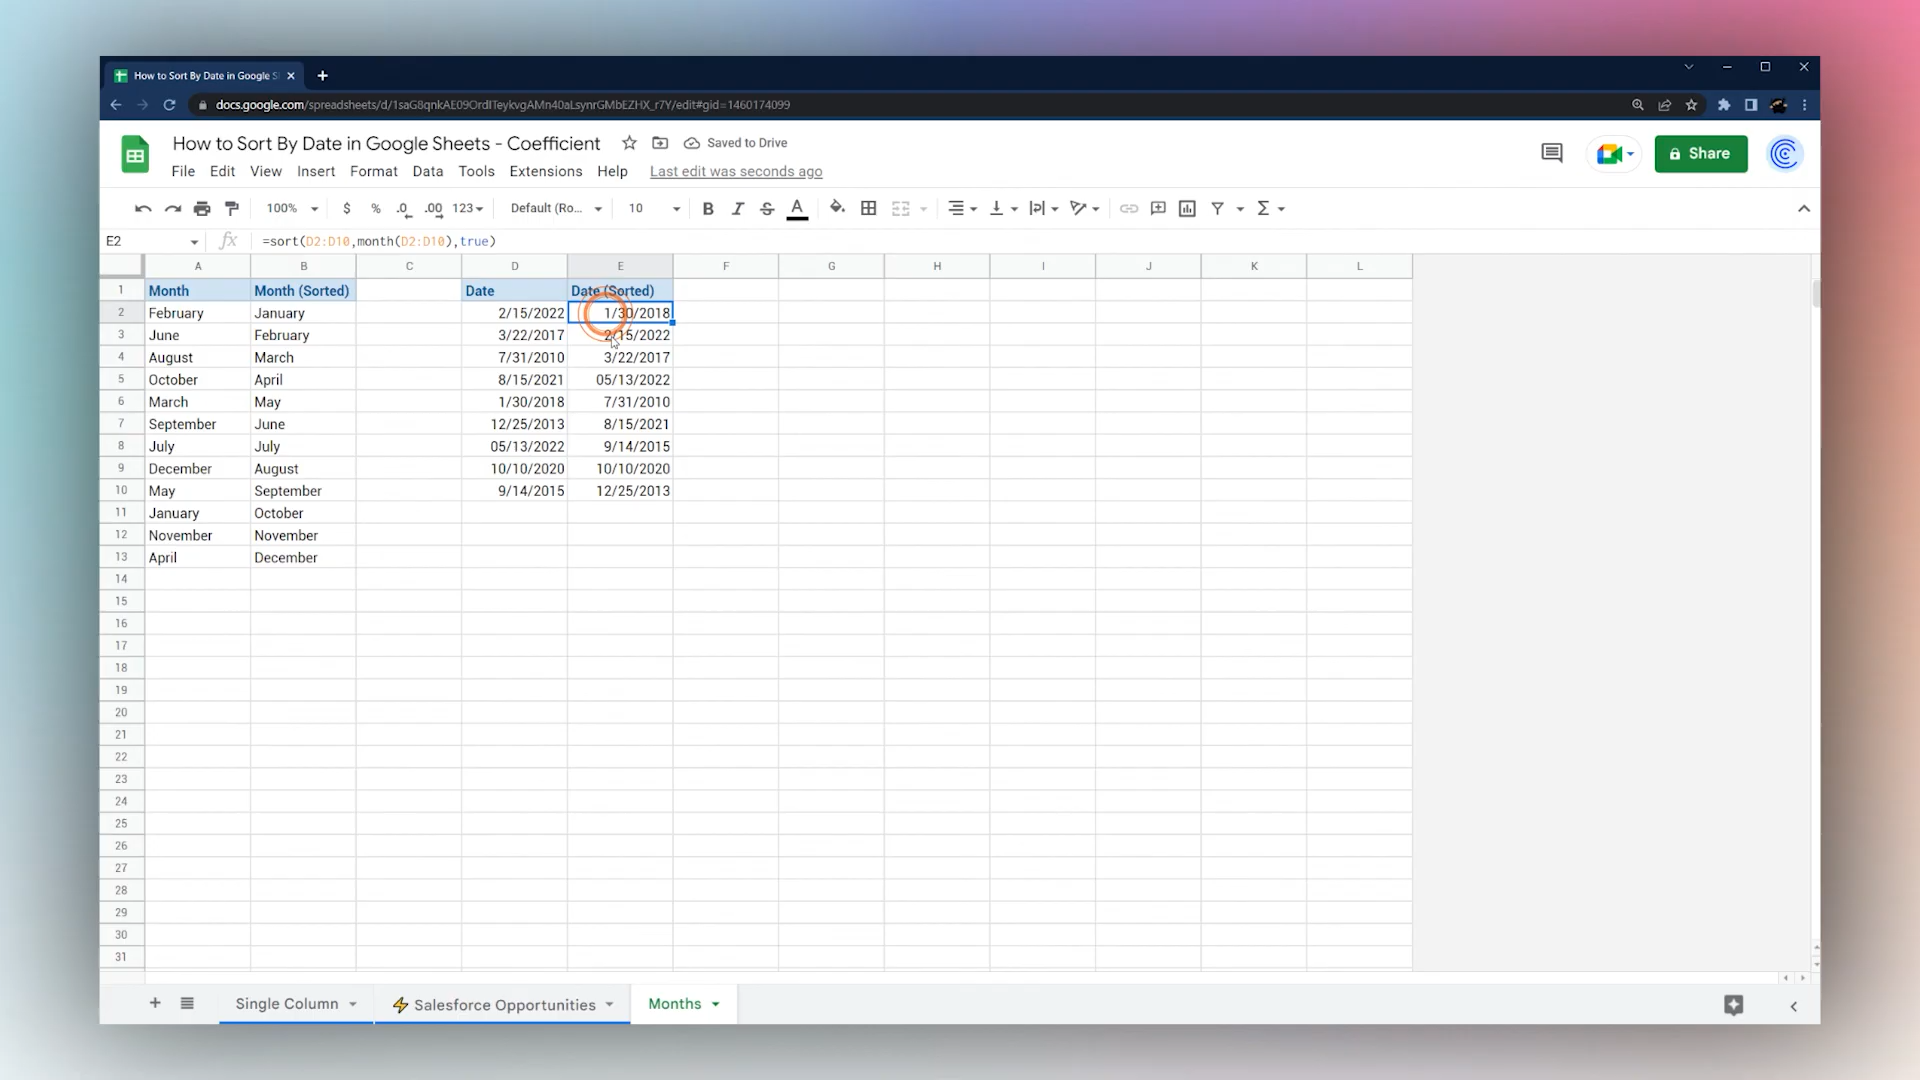 How to Sort By Date in Google S
docs.google.com/spreadsheets/d/1saG8qnkAE09OrdITeykvgAMn40aLsynrGMbEZHX_r7Y/edit#gid=1460174099
How to Sort By Date in Google Sheets - Coefficient Saved to Drive
Share
File Edit View Insert Format Data Tools Extensions Help Last edit was seconds ago
100% $ % .0 .00 123 Default (Ro... 10 B I S A
E2 fx =sort(D2:D10,month(D2:D10),true)
A B C D E F G H I J K L
1 Month Month (Sorted) Date Date (Sorted)
2 February January 2/15/2022 1/30/2018
3 June February 3/22/2017 2/15/2022
4 August March 7/31/2010 3/22/2017
5 October April 8/15/2021 05/13/2022
6 March May 1/30/2018 7/31/2010
7 September June 12/25/2013 8/15/2021
8 July July 05/13/2022 9/14/2015
9 December August 10/10/2020 10/10/2020
10 May September 9/14/2015 12/25/2013
11 January October
12 November November
13 April December
14
15
16
17
18
19
20
21
22
23
24
25
26
27
28
29
30
31
Single Column Salesforce Opportunities Months